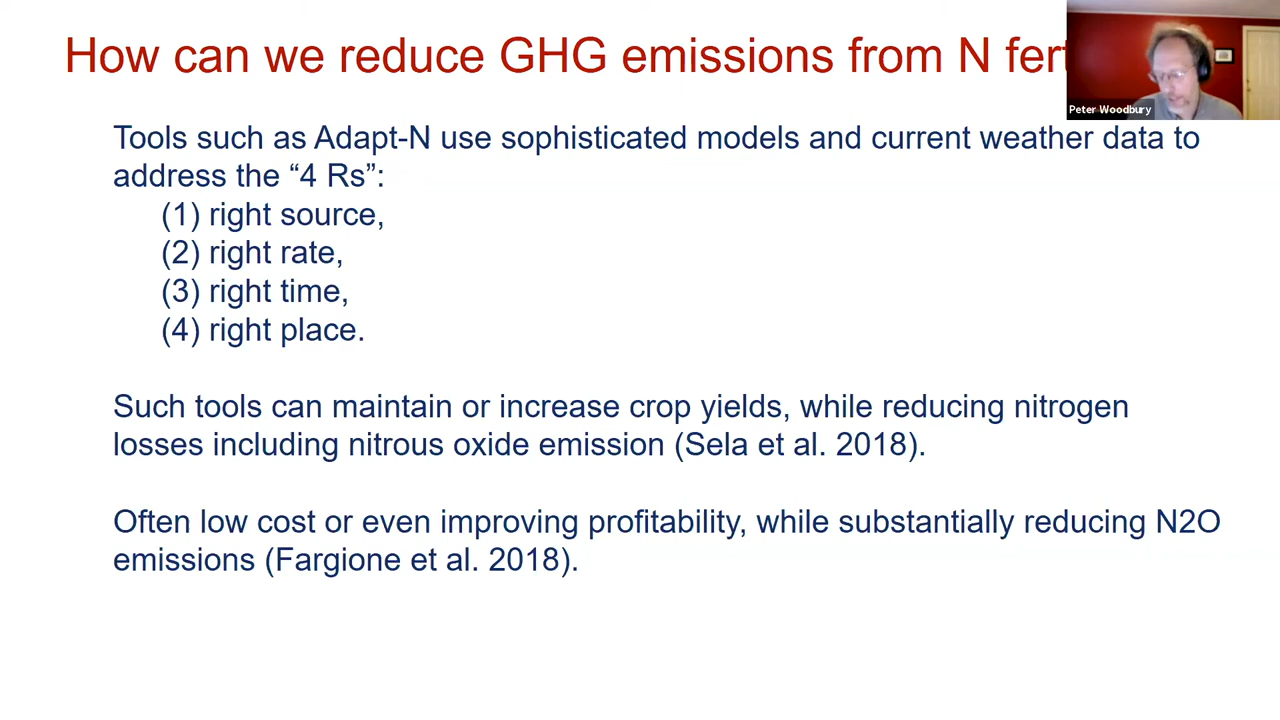 How can we reduce GHG emissions from N
Peter Woodbury
Tools such as Adapt-N use sophisticated models and current weather data to
address the “4 Rs”:
(1) right source,
(2) right rate,
(3) right time,
(4) right place.
Such tools can maintain or increase crop yields, while reducing nitrogen
losses including nitrous oxide emission (Sela et al. 2018).
Often low cost or even improving profitability, while substantially reducing N2O
emissions (Fargione et al. 2018).